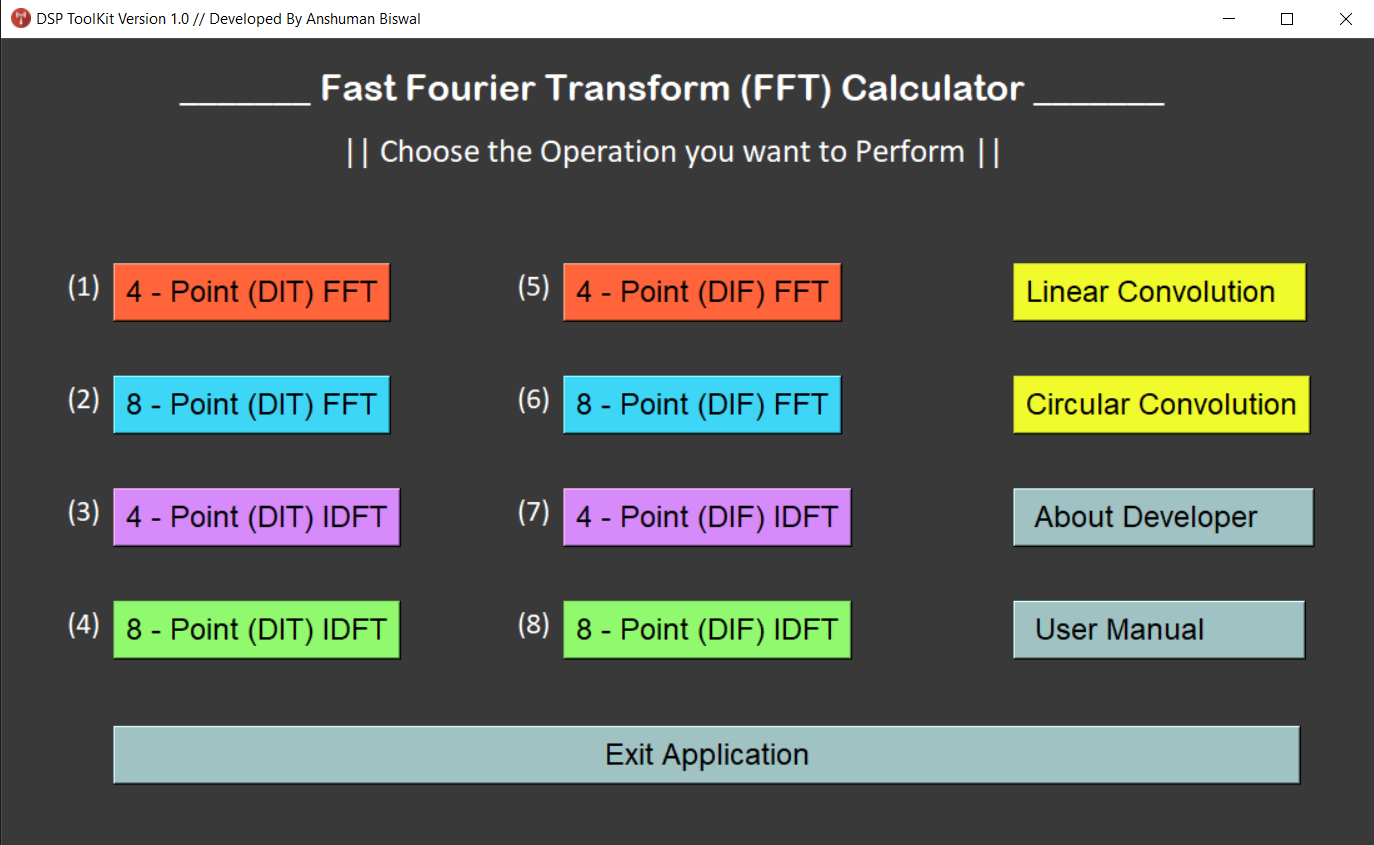 DSP ToolKit Version 1.0 // Developed By Anshuman Biswal
_______ Fast Fourier Transform (FFT) Calculator _______
|| Choose the Operation you want to Perform ||
(1) 4 - Point (DIT) FFT
(5) 4 - Point (DIF) FFT
Linear Convolution
(2) 8 - Point (DIT) FFT
(6) 8 - Point (DIF) FFT
Circular Convolution
(3) 4 - Point (DIT) IDFT
(7) 4 - Point (DIF) IDFT
About Developer
(4) 8 - Point (DIT) IDFT
(8) 8 - Point (DIF) IDFT
User Manual
Exit Application